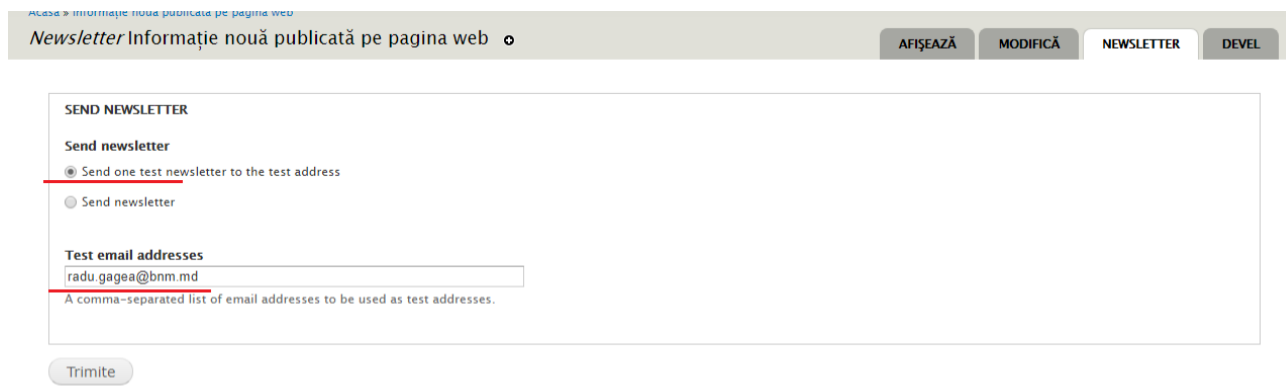 Acasă » Informație nouă publicată pe pagina web
Newsletter Informație nouă publicată pe pagina web
AFIŞEAZĂ MODIFICĂ NEWSLETTER DEVEL
SEND NEWSLETTER
Send newsletter
Send one test newsletter to the test address
Send newsletter
Test email addresses
radu.gagea@bnm.md
A comma-separated list of email addresses to be used as test addresses.
Trimite